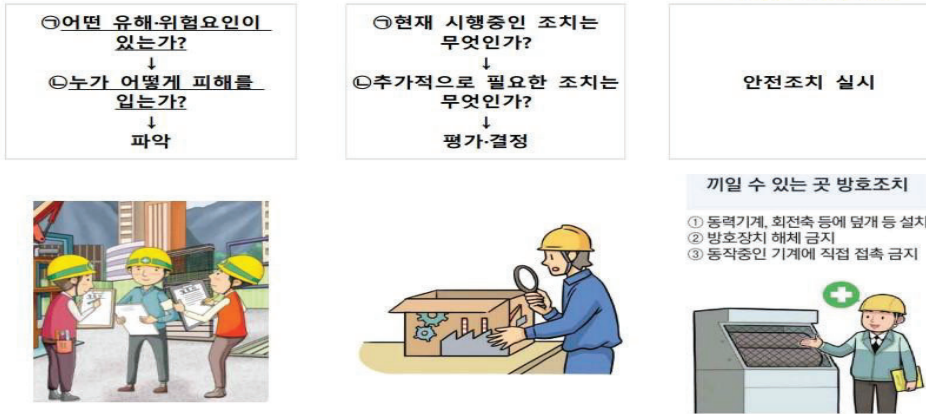 ㉠어떤 유해·위험요인이
있는가?
↓
㉡누가 어떻게 피해를
입는가?
↓
파악
㉠현재 시행중인 조치는
무엇인가?
↓
㉡추가적으로 필요한 조치는
무엇인가?
↓
평가·결정
안전조치 실시
끼일 수 있는 곳 방호조치
① 동력기계, 회전축 등에 덮개 등 설치
② 방호장치 해체 금지
③ 동작중인 기계에 직접 접촉 금지